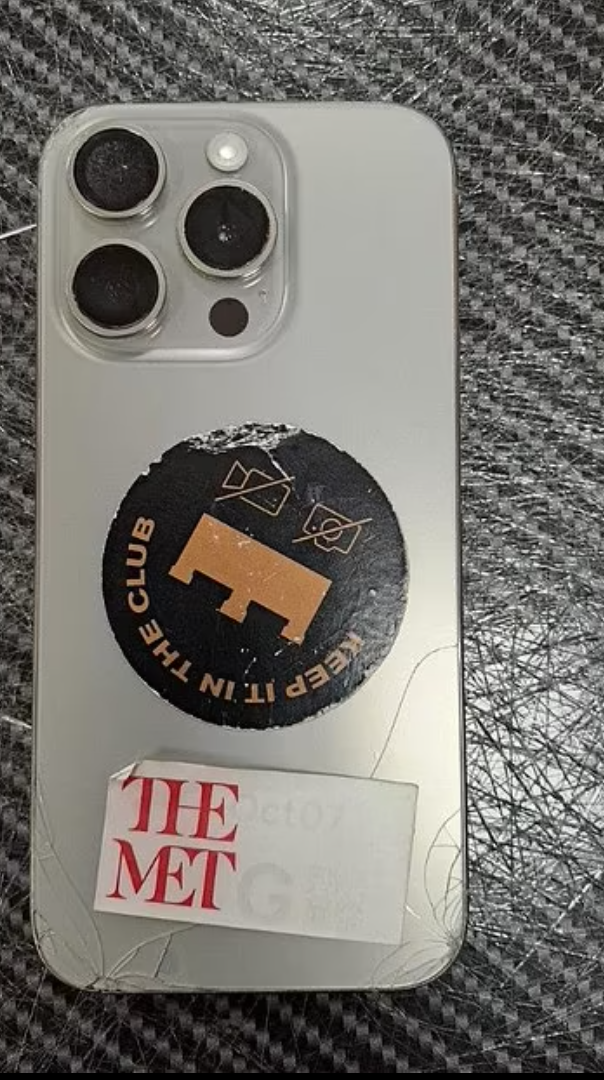 KEEP IT IN THE CLUB
THE
MET
Oct07
G